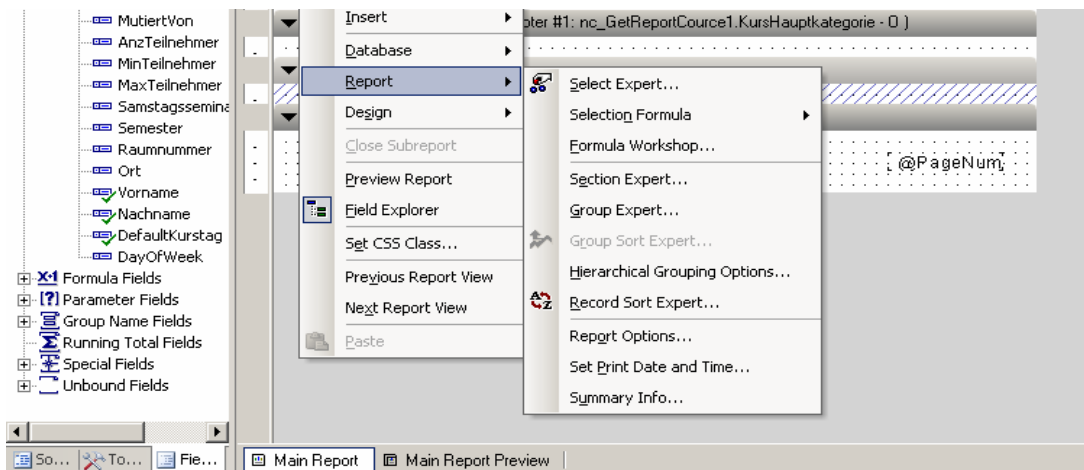 MutiertVon
AnzTeilnehmer
MinTeilnehmer
MaxTeilnehmer
Samstagssemina
Semester
Raumnummer
Ort
Vorname
Nachname
DefaultKurstag
DayOfWeek
Formula Fields
Parameter Fields
Group Name Fields
Running Total Fields
Special Fields
Unbound Fields
So...
To...
Fie...
Insert
Database
Report
Design
Close Subreport
Preview Report
Field Explorer
Set CSS Class...
Previous Report View
Next Report View
Paste
oter #1: nc_GetReportCource1.KursHauptkategorie - O )
Select Expert...
Selection Formula
Formula Workshop...
Section Expert...
Group Expert...
Group Sort Expert...
Hierarchical Grouping Options...
Record Sort Expert...
Report Options...
Set Print Date and Time...
Summary Info...
@PageNum
Main Report
Main Report Preview